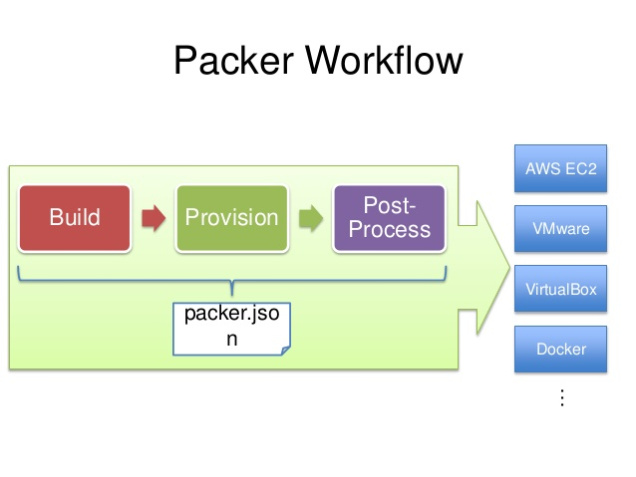 Packer Workflow
AWS EC2
Build
Provision
Post-
Process
VMware
VirtualBox
packer.jso
n
Docker
⋮